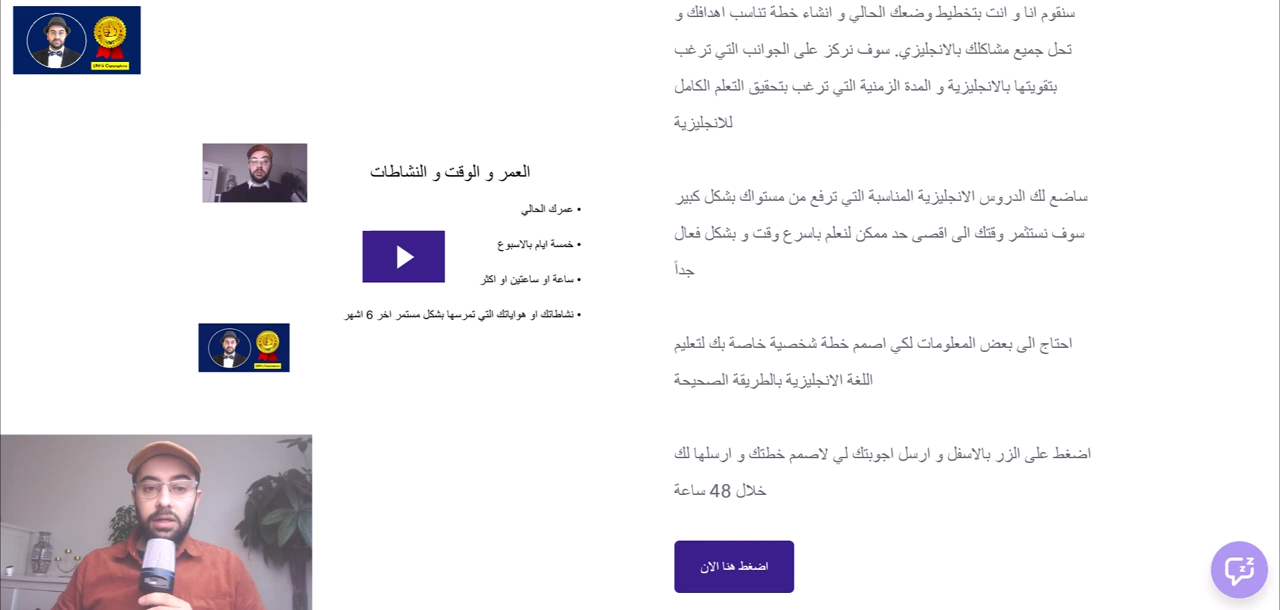 العمر و الوقت و النشاطات
• عمرك الحالي
• خمسة ايام بالاسبوع
• ساعة او ساعتين او اكثر
• نشاطاتك او هواياتك التي تمرسها بشكل مستمر اخر 6 اشهر
سنقوم انا و انت بتخطيط وضعك الحالي و انشاء خطة تناسب اهدافك و
تحل جميع مشاكلك بالانجليزي. سوف نركز على الجوانب التي ترغب
بتقويتها بالانجليزية و المدة الزمنية التي ترغب بتحقيق التعلم الكامل
للانجليزية
ساضع لك الدروس الانجليزية المناسبة التي ترفع من مستواك بشكل كبير
سوف نستثمر وقتك الى اقصى حد ممكن لنعلم باسرع وقت و بشكل فعال
جداً
احتاج الى بعض المعلومات لكي اصمم خطة شخصية خاصة بك لتعليم
اللغة الانجليزية بالطريقة الصحيحة
اضغط على الزر بالاسفل و ارسل اجوبتك لي لاصمم خطتك و ارسلها لك
خلال 48 ساعة
اضغط هنا الان